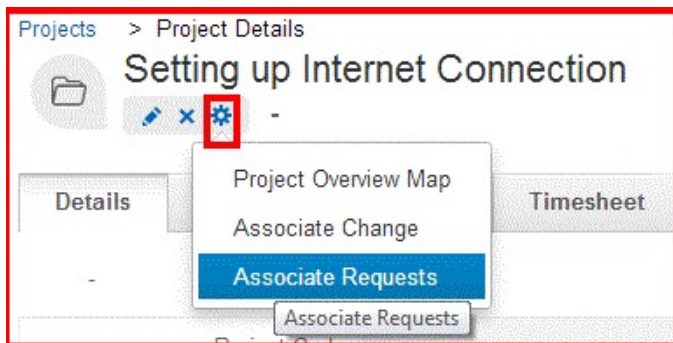 Projects > Project Details
Setting up Internet Connection
-
Project Overview Map
Details Timesheet
Associate Change
- Associate Requests
Associate Requests